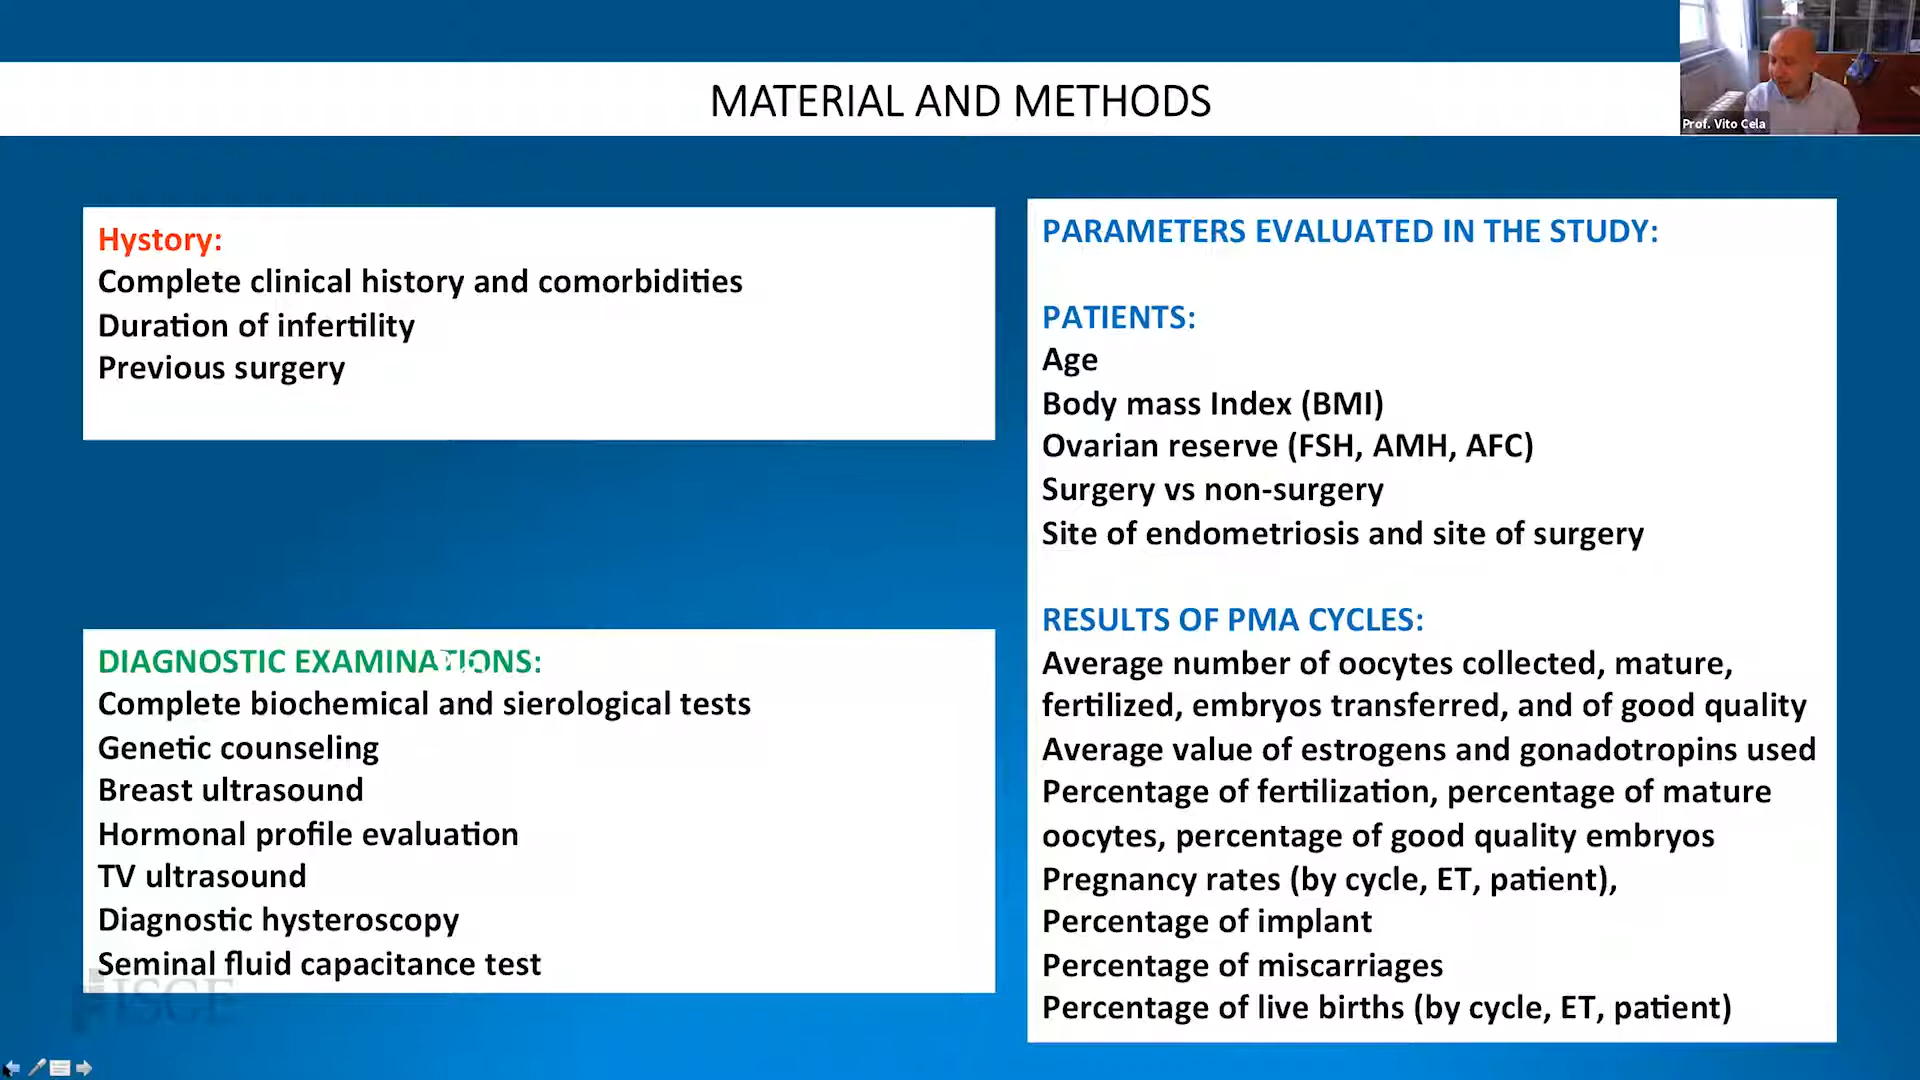 MATERIAL AND METHODS
Prof. Vito Cela
Hystory:
Complete clinical history and comorbidities
Duration of infertility
Previous surgery
DIAGNOSTIC EXAMINATIONS:
Complete biochemical and sierological tests
Genetic counseling
Breast ultrasound
Hormonal profile evaluation
TV ultrasound
Diagnostic hysteroscopy
Seminal fluid capacitance test
ISGE
PARAMETERS EVALUATED IN THE STUDY:
PATIENTS:
Age
Body mass Index (BMI)
Ovarian reserve (FSH, AMH, AFC)
Surgery vs non-surgery
Site of endometriosis and site of surgery
RESULTS OF PMA CYCLES:
Average number of oocytes collected, mature,
fertilized, embryos transferred, and of good quality
Average value of estrogens and gonadotropins used
Percentage of fertilization, percentage of mature
oocytes, percentage of good quality embryos
Pregnancy rates (by cycle, ET, patient),
Percentage of implant
Percentage of miscarriages
Percentage of live births (by cycle, ET, patient)